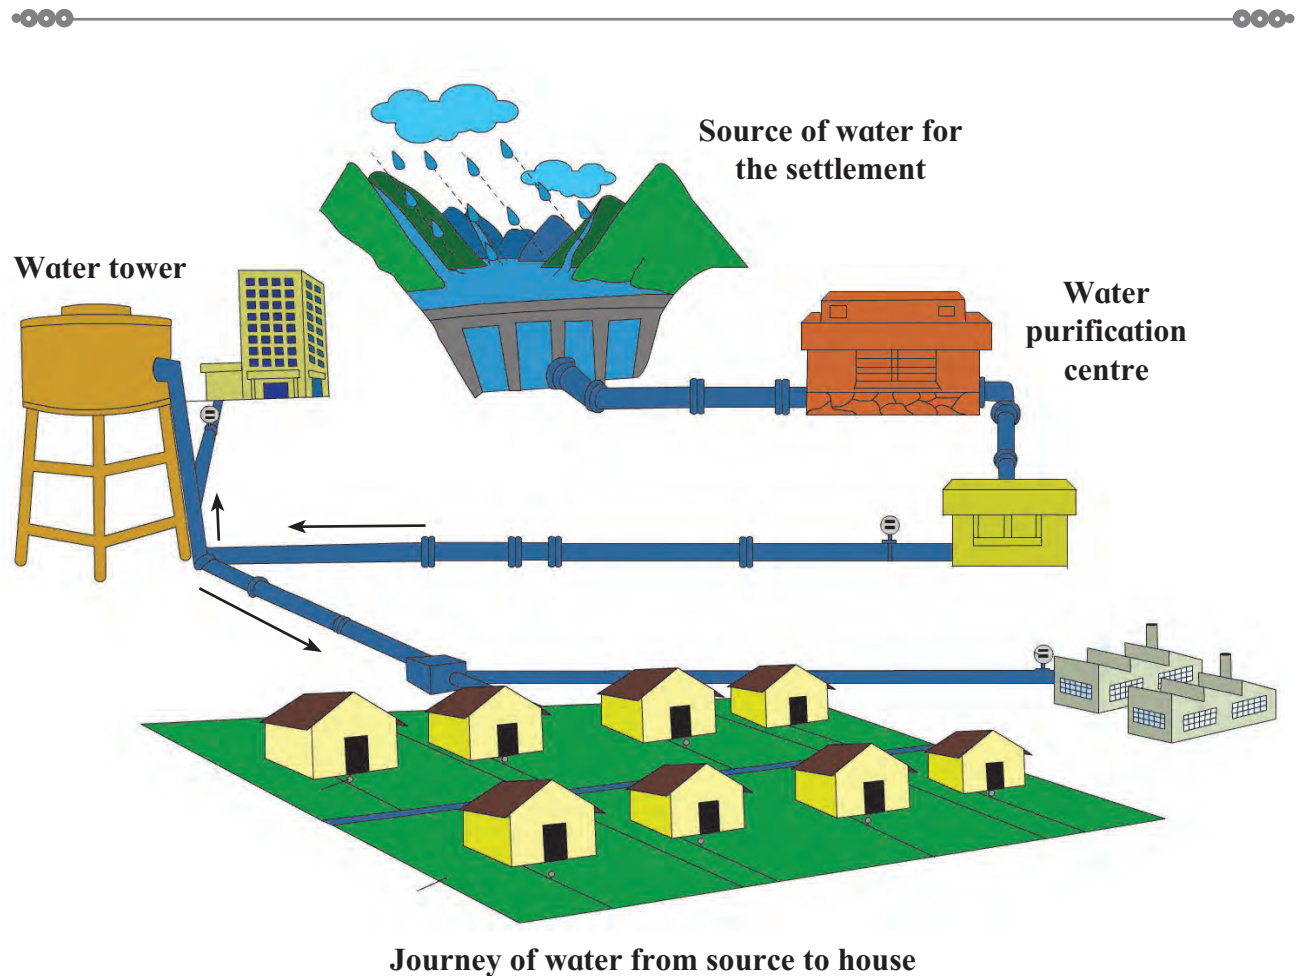 Source of water for
the settlement
Water tower
Water
purification
centre
Journey of water from source to house